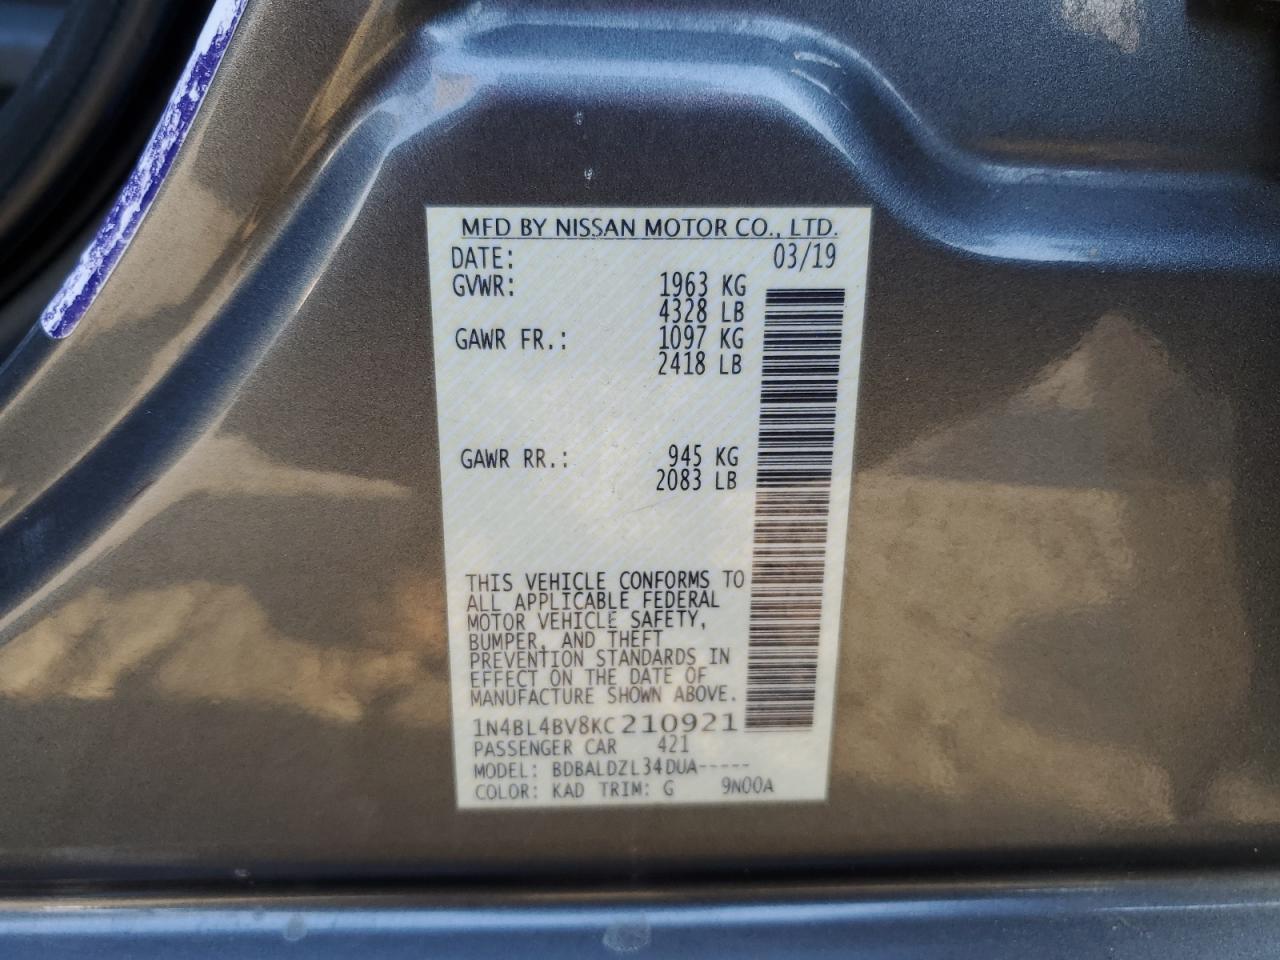 MFD BY NISSAN MOTOR CO., LTD.
DATE: 03/19
GVWR: 1963 KG
4328 LB
GAWR FR.: 1097 KG
2418 LB
GAWR RR.: 945 KG
2083 LB
THIS VEHICLE CONFORMS TO
ALL APPLICABLE FEDERAL
MOTOR VEHICLE SAFETY,
BUMPER, AND THEFT
PREVENTION STANDARDS IN
EFFECT ON THE DATE OF
MANUFACTURE SHOWN ABOVE.
1N4BL4BV8KC210921
PASSENGER CAR 421
MODEL: BDBALDZL34DUA-----
COLOR: KAD TRIM: G 9N00A